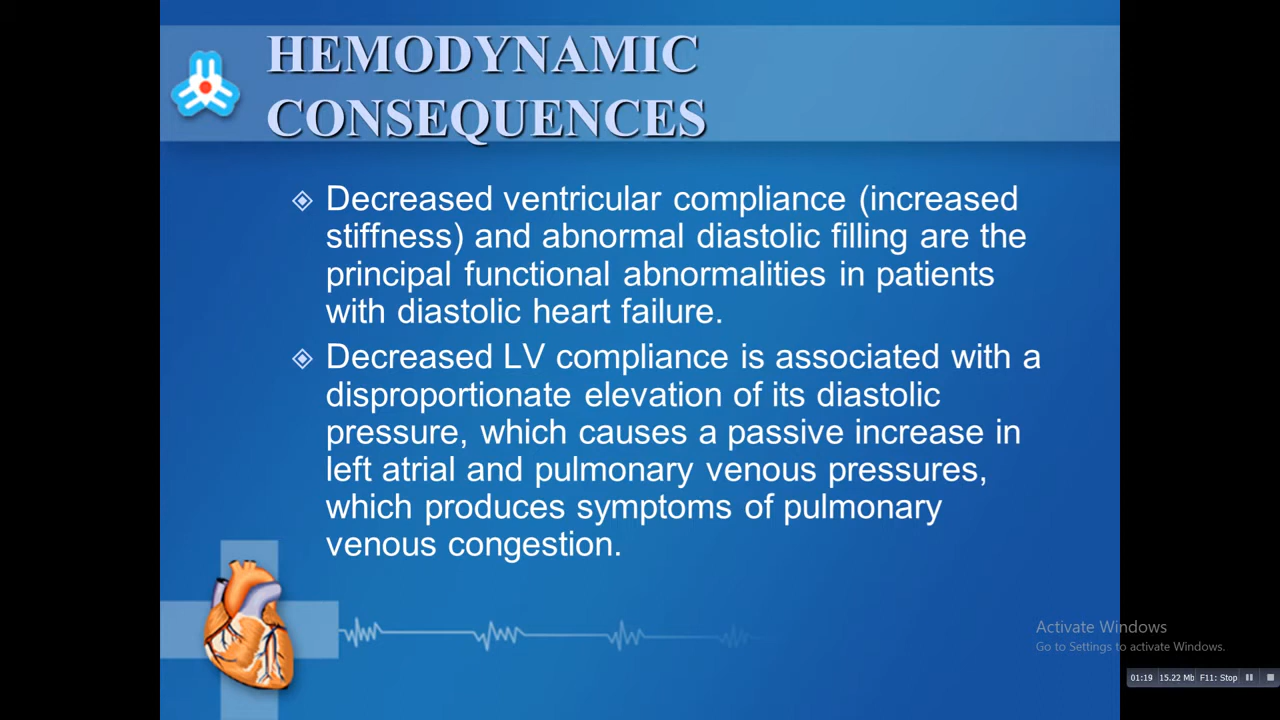 HEMODYNAMIC
CONSEQUENCES
Decreased ventricular compliance (increased
stiffness) and abnormal diastolic filling are the
principal functional abnormalities in patients
with diastolic heart failure.
Decreased LV compliance is associated with a
disproportionate elevation of its diastolic
pressure, which causes a passive increase in
left atrial and pulmonary venous pressures,
which produces symptoms of pulmonary
venous congestion.
Activate Windows
Go to Settings to activate Windows.
01:19 15.22 Mb F11: Stop